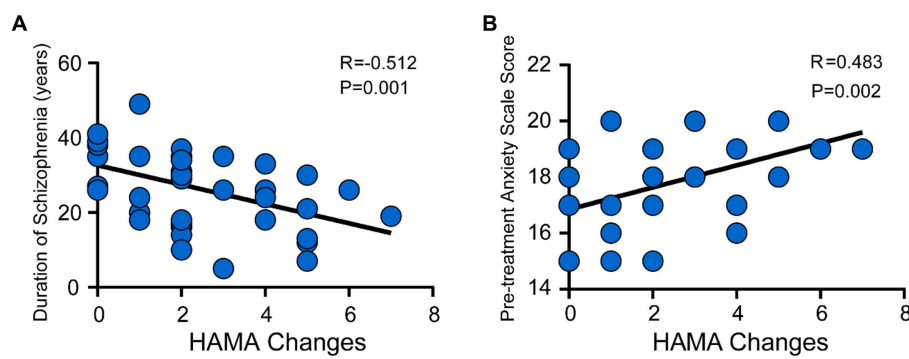 A
Duration of Schizophrenia (years)
60
40
20
0
R=-0.512
P=0.001
0 2 4 6 8
HAMA Changes
B
Pre-treatment Anxiety Scale Score
22
20
18
16
14
R=0.483
P=0.002
0 2 4 6 8
HAMA Changes